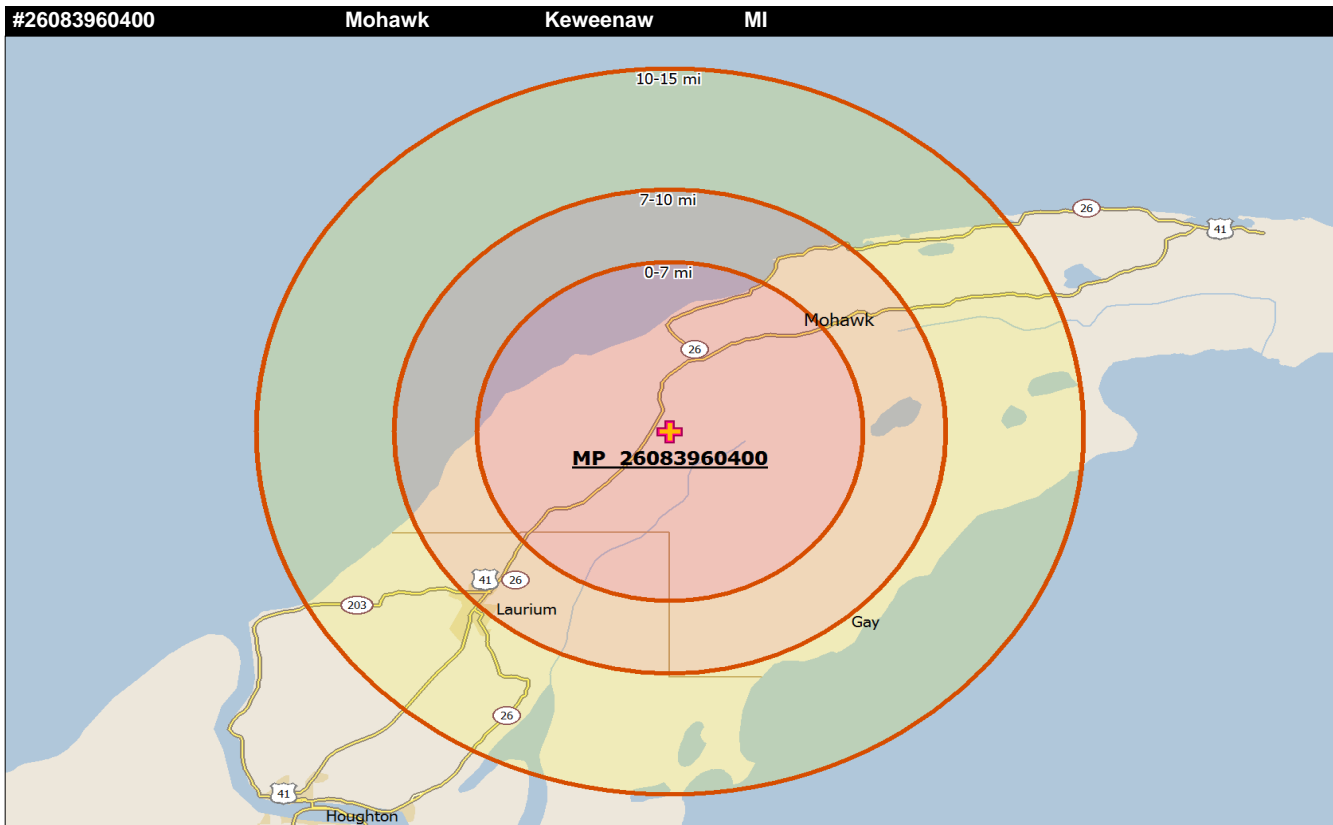 #26083960400 Mohawk Keweenaw MI
10-15 mi
7-10 mi
26
41
0-7 mi
Mohawk
26
MP 26083960400
41 26
203
Laurium
Gay
26
41
Houghton